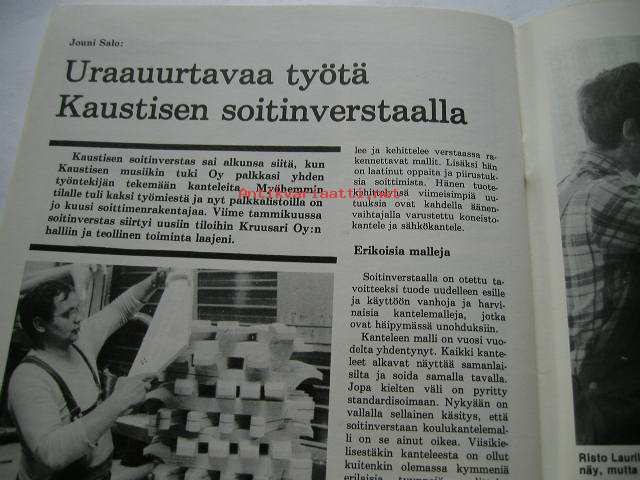 Jouni Salo:
Uraauurtavaa työtä
Kaustisen soitinverstaalla
Kaustisen soitinverstas sai alkunsa siitä, kun
Kaustisen musiikin tuki Oy palkkasi yhden
työntekijän tekemään kanteleita. Myöhemmin
tilalle tuli kaksi työmiestä ja nyt palkkalistoilla on
jo kuusi soittimenrakentajaa. Viime tammikuussa
soitinverstas siirtyi uusiin tiloihin Kruusari Oy:n
halliin ja teollinen toiminta laajeni.
lee ja kehittelee verstaassa ra-
kennettavat mallit. Lisäksi hän
on laatinut oppaita ja piirustuk-
sia soittimista. Hänen tuote-
kehittelynsä viimeisimpiä uu-
tuuksia ovat kahdella äänen-
vaihtajalla varustettu koneisto-
kantele ja sähkökantele.
Erikoisia malleja
Soitinverstaalla on otettu ta-
voitteeksi tuode uudelleen esille
ja käyttöön vanhoja ja harvi-
naisia kantelemalleja, jotka
ovat häipymässä unohduksiin.
Kanteleen malli on vuosi vuo-
delta yhdentynyt. Kaikki kante-
leet alkavat näyttää samanlai-
silta ja soida samalla tavalla.
Jopa kielten väli on pyritty
standardisoimaan. Nykyään on
vallalla sellainen käsitys, että
soitinverstaan koulukantelemal-
li on se ainut oikea. Viisikie-
lisestäkin kanteleesta on ollut
kuitenkin olemassa kymmeniä
Risto Lauril
näy, mutta
Antikvariaatti.net